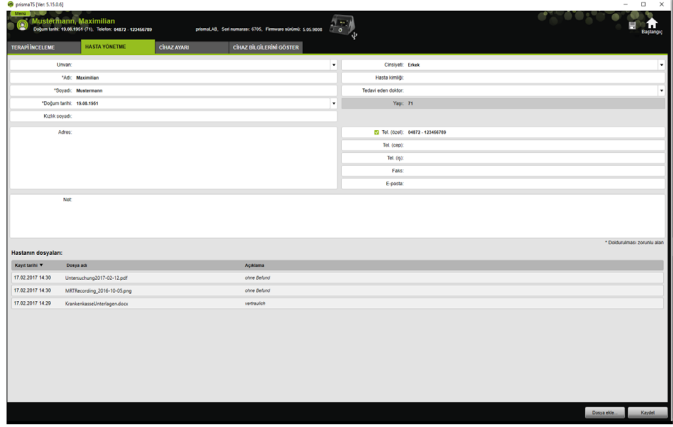 prismaTS [Ver: 5.15.0.6]
Menü
Mustermann, Maximilian
Doğum tarihi: 19.08.1951 (71), Telefon: 04872 - 123456789
prismaLAB, Seri numarası: 6795, Firmware sürümü: 5.05.0000
Başlangıç
TERAPİ İNCELEME
HASTA YÖNETME
CİHAZ AYARI
CİHAZ BİLGİLERİNİ GÖSTER
Unvan:
Cinsiyeti: Erkek
*Adı: Maximilian
Hasta kimliği:
*Soyadı: Mustermann
Tedavi eden doktor:
*Doğum tarihi: 19.08.1951
Yaşı: 71
Kızlık soyadı:
Adres:
Tel. (özel): 04872 - 123456789
Tel. (cep):
Tel. (iş):
Faks:
E-posta:
Not:
* Doldurulması zorunlu alan
Hastanın dosyaları:
Kayıt tarihi Dosya adı Açıklama
17.02.2017 14:30 Untersuchung2017-02-12.pdf ohne Befund
17.02.2017 14:30 MRTRecording_2016-10-05.png ohne Befund
17.02.2017 14:29 KrankenkasseUnterlagen.docx vertraulich
Dosya ekle...
Kaydet